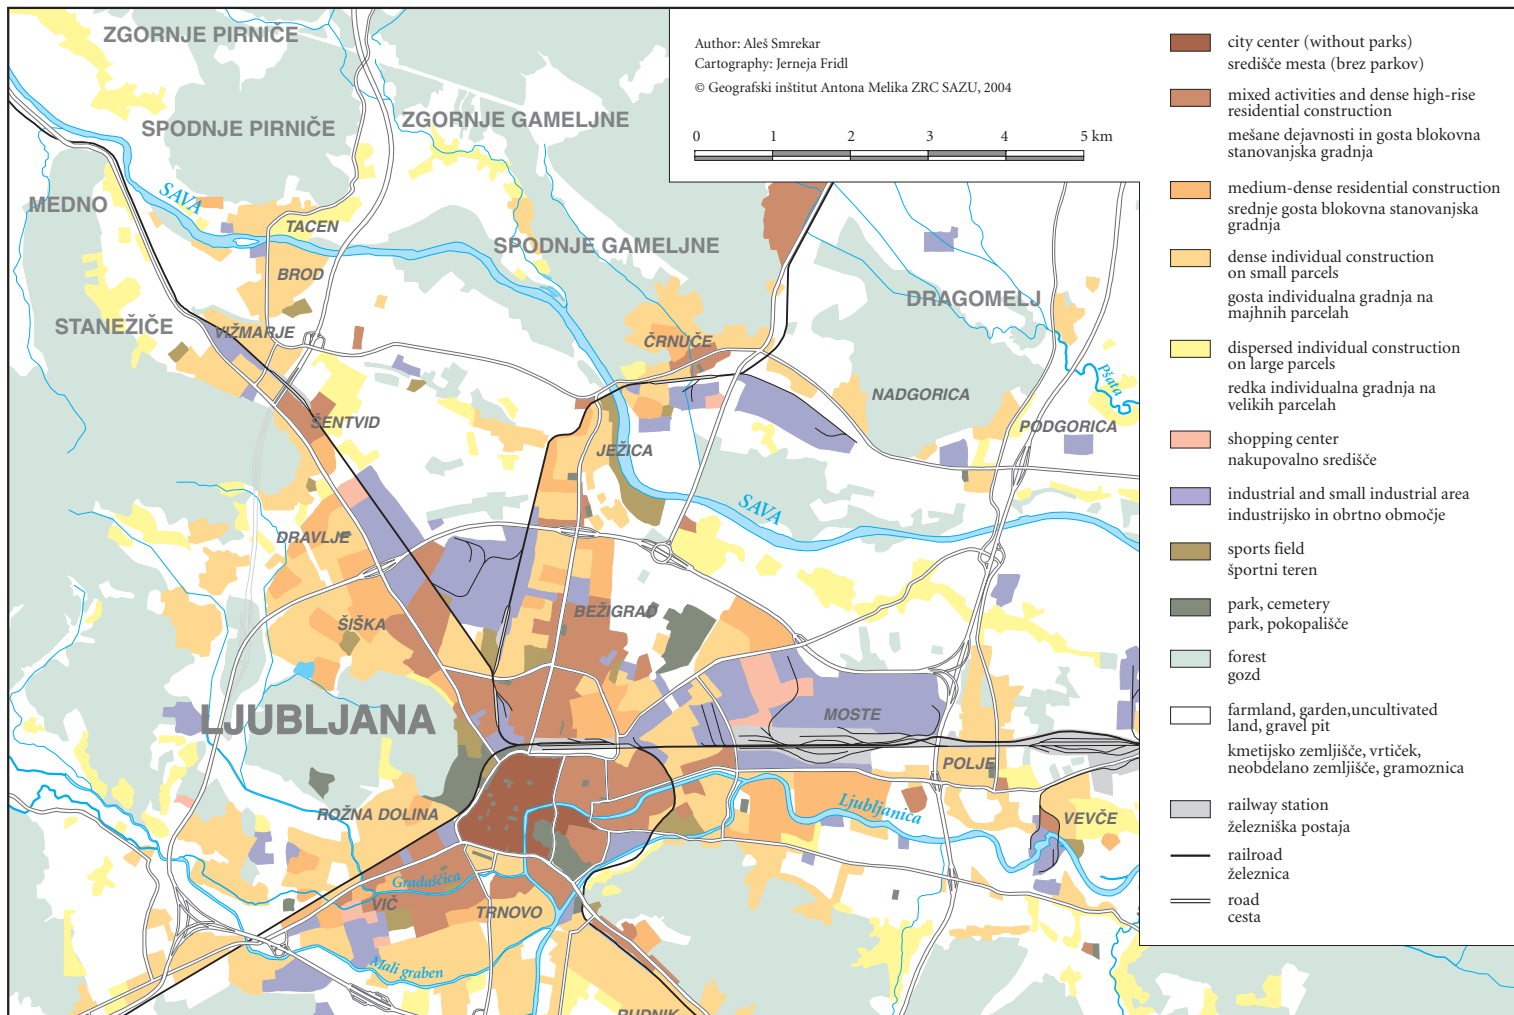 Author: Aleš Smrekar
Cartography: Jerneja Fridl
© Geografski inštitut Antona Melika ZRC SAZU, 2004
0 1 2 3 4 5 km
city center (without parks)
središče mesta (brez parkov)
mixed activities and dense high-rise
residential construction
mešane dejavnosti in gosta blokovna
stanovanjska gradnja
medium-dense residential construction
srednje gosta blokovna stanovanjska
gradnja
dense individual construction
on small parcels
gosta individualna gradnja na
majhnih parcelah
dispersed individual construction
on large parcels
redka individualna gradnja na
velikih parcelah
shopping center
nakupovalno središče
industrial and small industrial area
industrijsko in obrtno območje
sports field
športni teren
park, cemetery
park, pokopališče
forest
gozd
farmland, garden,uncultivated
land, gravel pit
kmetijsko zemljišče, vrtiček,
neobdelano zemljišče, gramoznica
railway station
železniška postaja
railroad
železnica
road
cesta
ZGORNJE PIRNIČE
SPODNJE PIRNIČE
ZGORNJE GAMELJNE
MEDNO
SAVA
TACEN
SPODNJE GAMELJNE
BROD
DRAGOMELJ
STANEŽIČE
VIŽMARJE
ČRNUČE
Pšata
NADGORICA
ŠENTVID
PODGORICA
JEŽICA
SAVA
DRAVLJE
BEŽIGRAD
ŠIŠKA
LJUBLJANA
MOSTE
POLJE
Ljubljanica
ROŽNA DOLINA
VEVČE
Gradaščica
VIČ
TRNOVO
Mali graben
RUDNIK